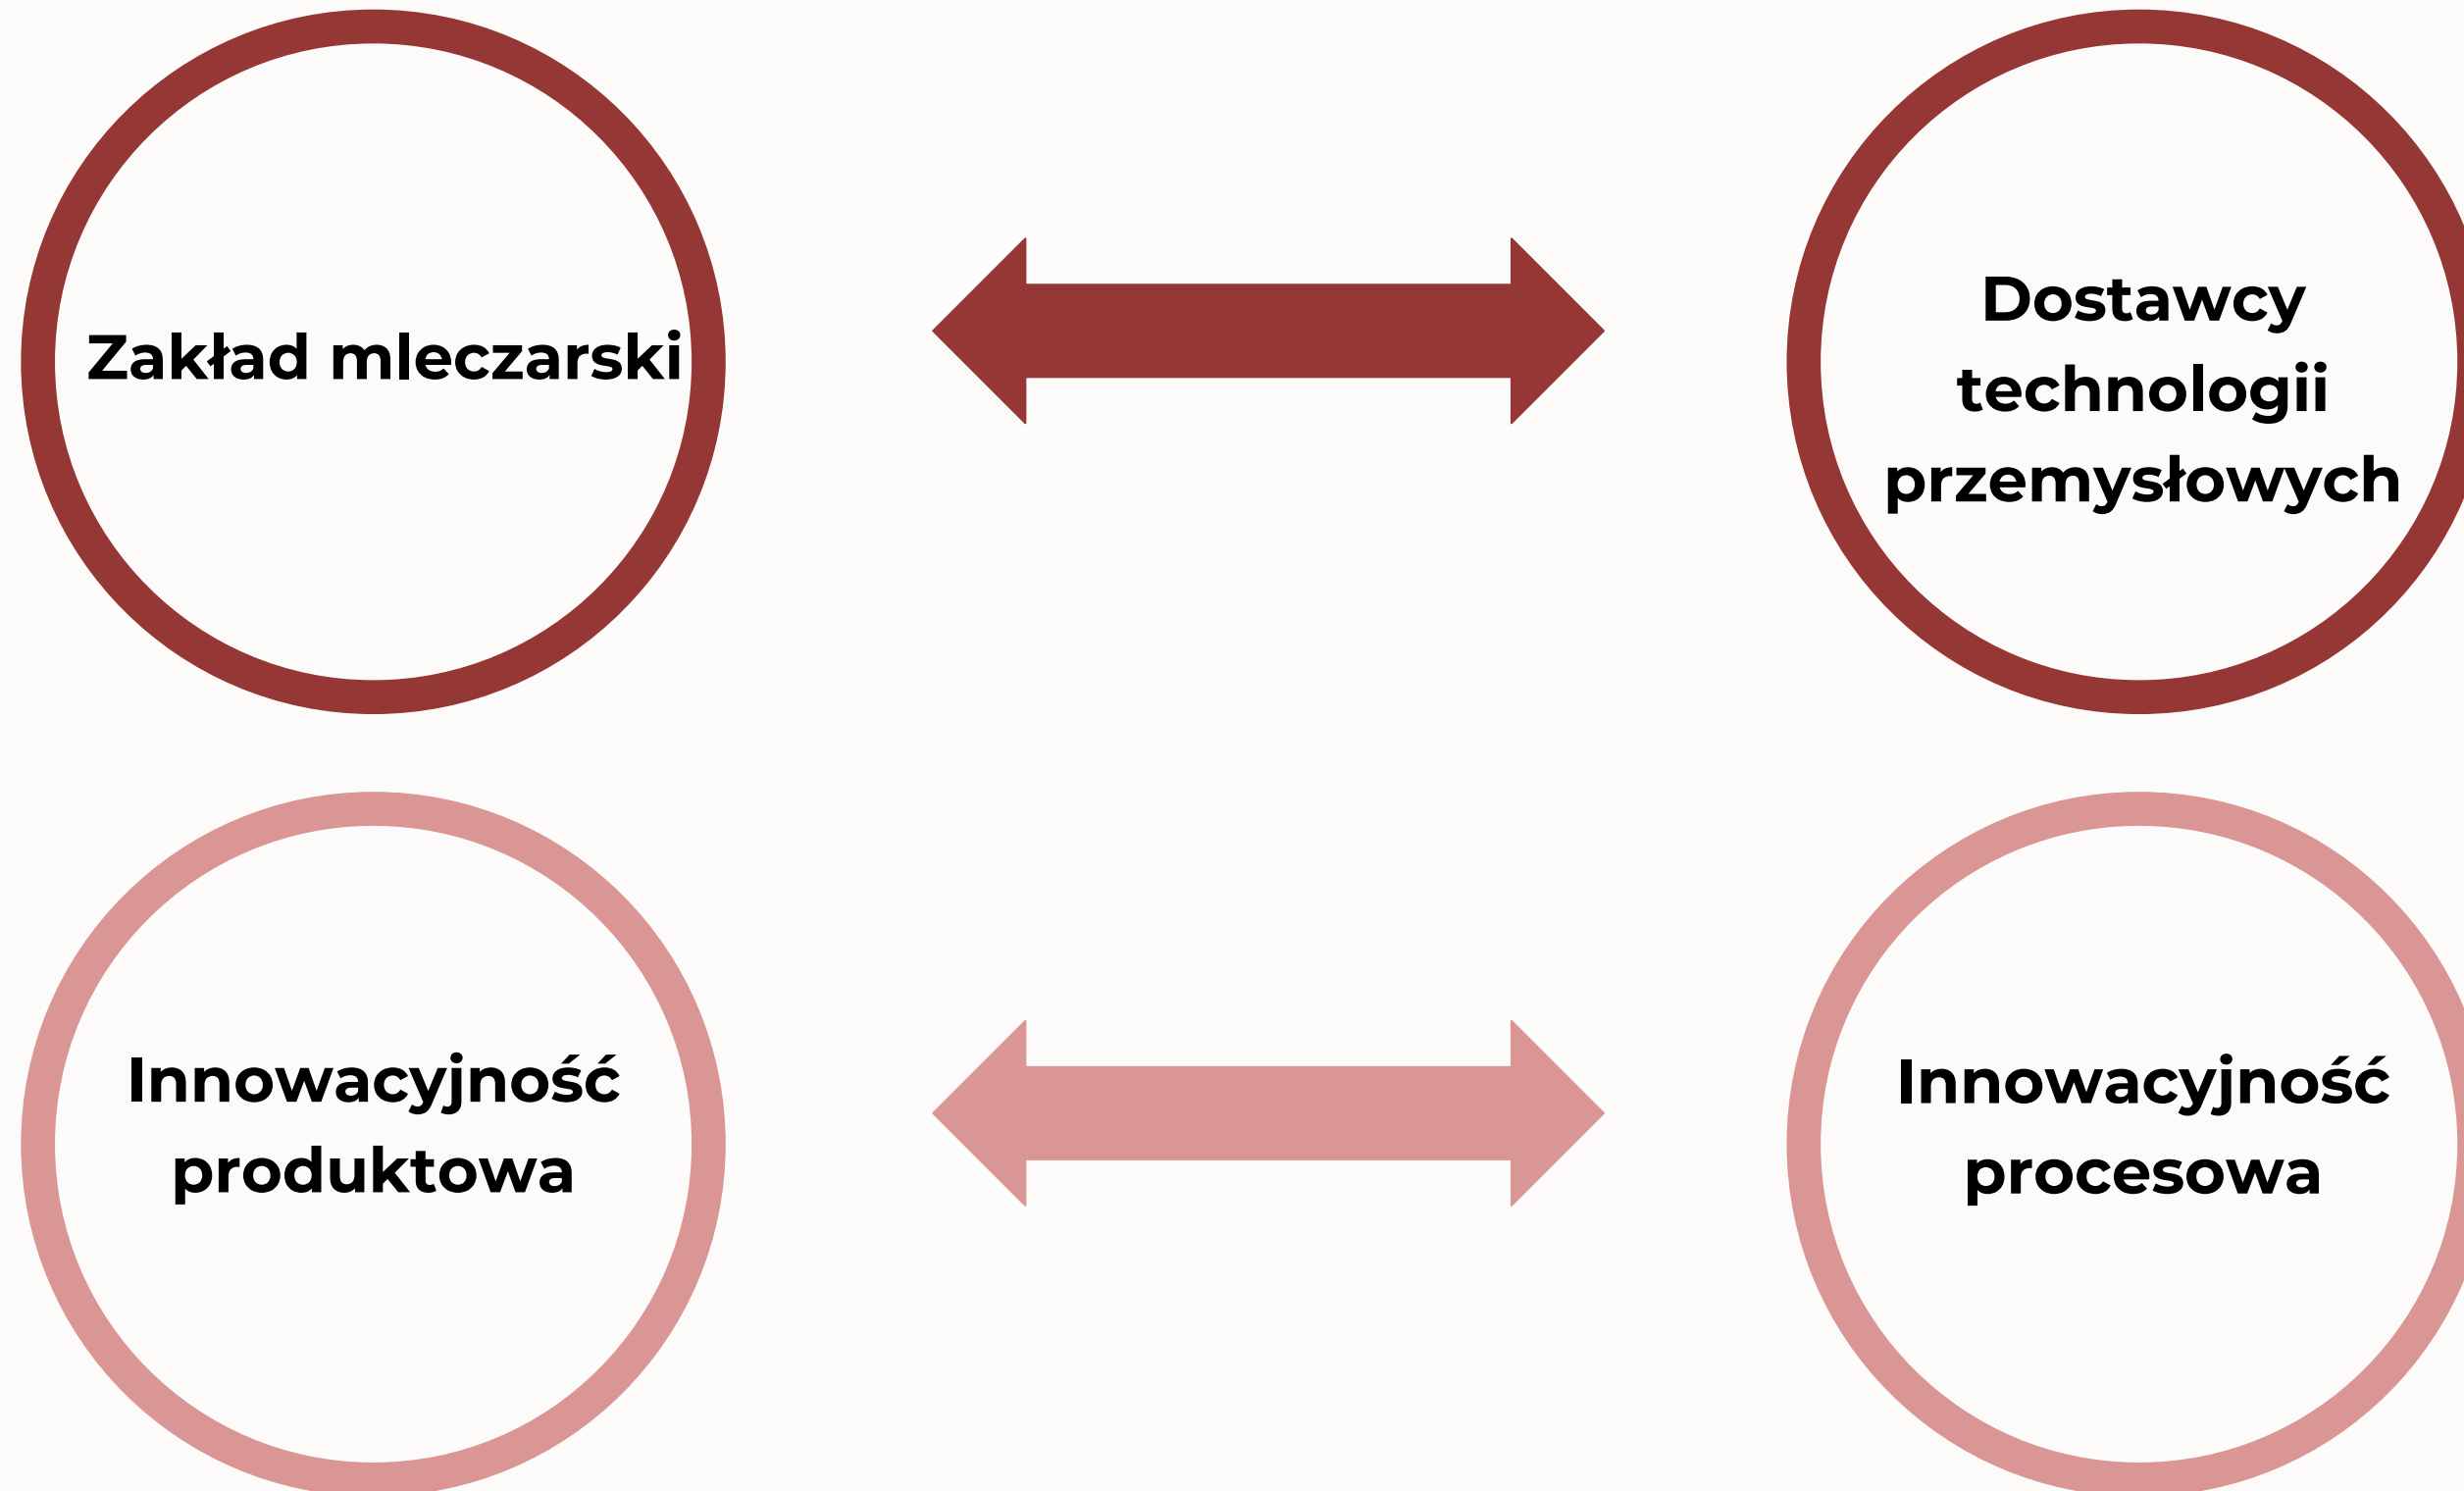 Zakład mleczarski
Dostawcy
technologii
przemysłowych
Innowacyjność
produktowa
Innowacyjność
procesowa